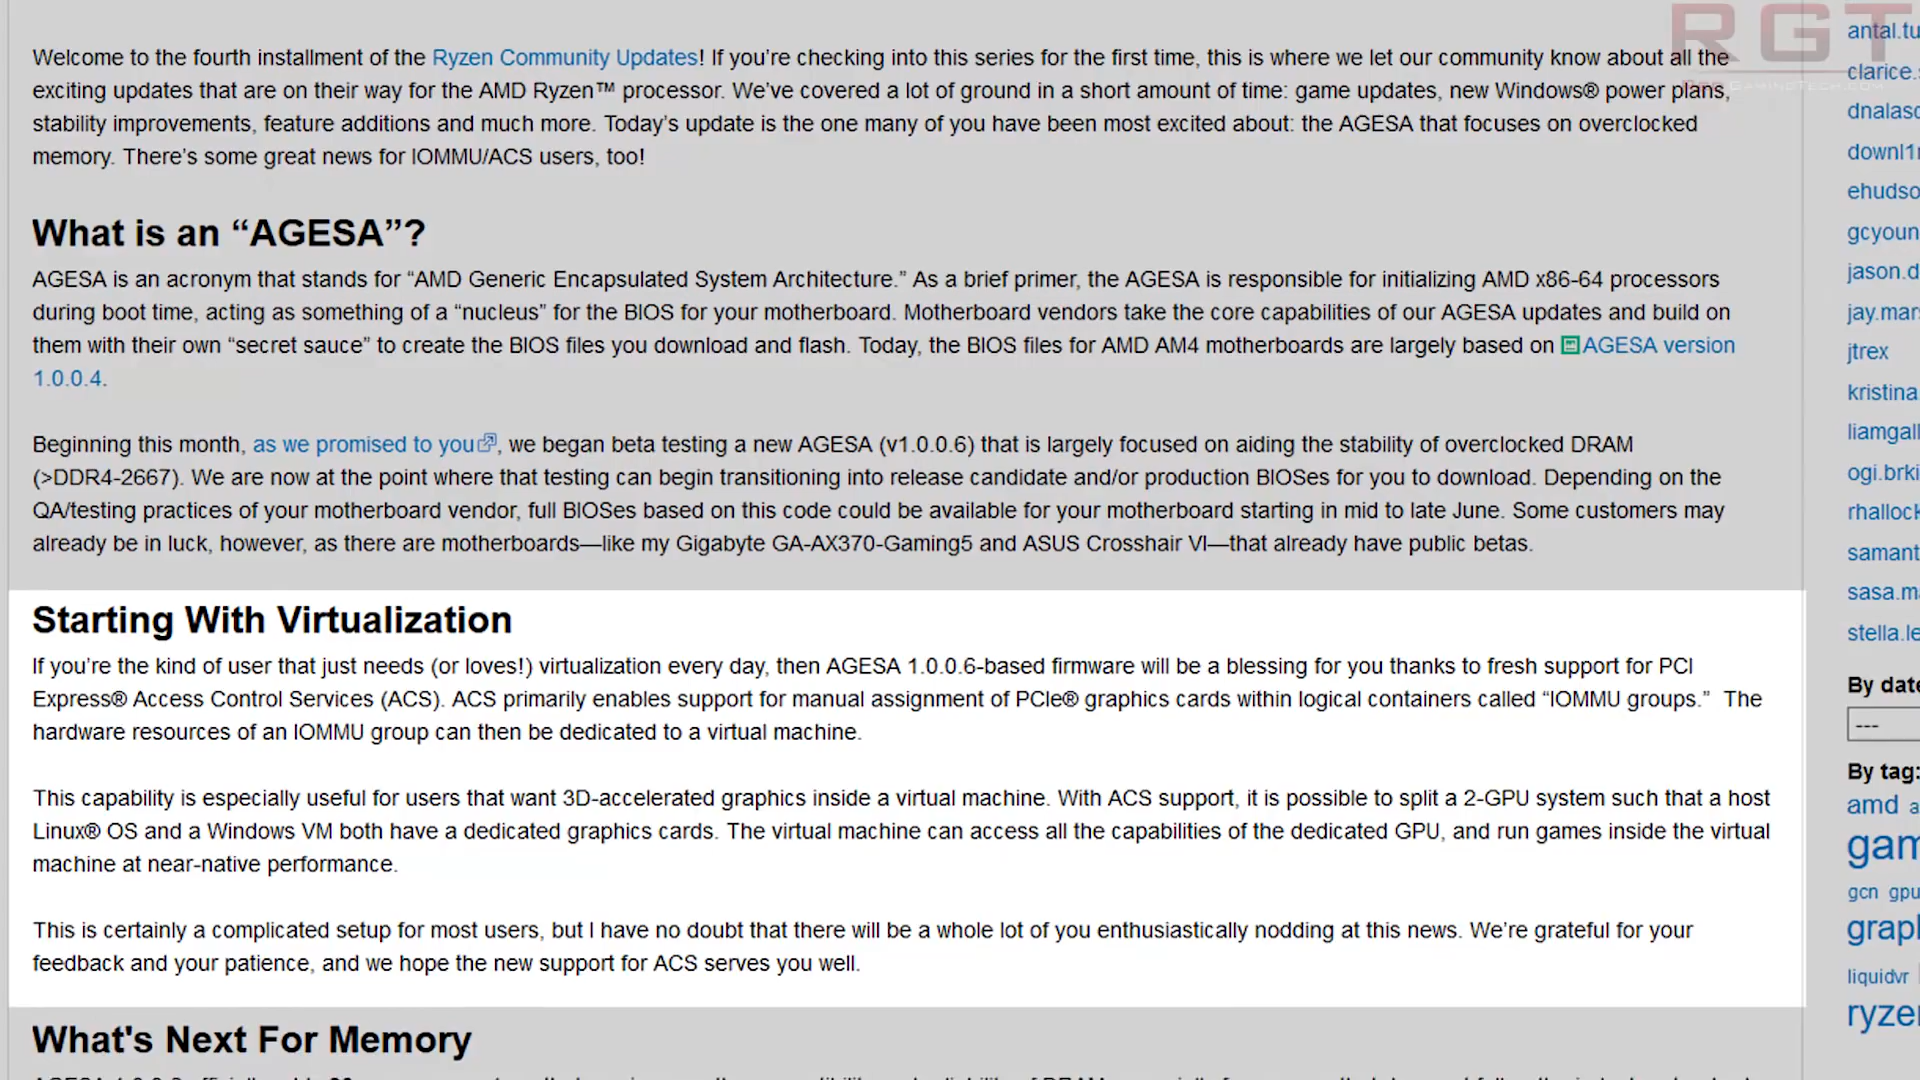 RGT
Welcome to the fourth installment of the Ryzen Community Updates! If you’re checking into this series for the first time, this is where we let our community know about all the
exciting updates that are on their way for the AMD Ryzen™ processor. We’ve covered a lot of ground in a short amount of time: game updates, new Windows® power plans,
stability improvements, feature additions and much more. Today’s update is the one many of you have been most excited about: the AGESA that focuses on overclocked
memory. There’s some great news for IOMMU/ACS users, too!
What is an “AGESA”?
AGESA is an acronym that stands for “AMD Generic Encapsulated System Architecture.” As a brief primer, the AGESA is responsible for initializing AMD x86-64 processors
during boot time, acting as something of a “nucleus” for the BIOS for your motherboard. Motherboard vendors take the core capabilities of our AGESA updates and build on
them with their own “secret sauce” to create the BIOS files you download and flash. Today, the BIOS files for AMD AM4 motherboards are largely based on AGESA version
1.0.0.4.
Beginning this month, as we promised to you, we began beta testing a new AGESA (v1.0.0.6) that is largely focused on aiding the stability of overclocked DRAM
(>DDR4-2667). We are now at the point where that testing can begin transitioning into release candidate and/or production BIOSes for you to download. Depending on the
QA/testing practices of your motherboard vendor, full BIOSes based on this code could be available for your motherboard starting in mid to late June. Some customers may
already be in luck, however, as there are motherboards—like my Gigabyte GA-AX370-Gaming5 and ASUS Crosshair VI—that already have public betas.
Starting With Virtualization
If you’re the kind of user that just needs (or loves!) virtualization every day, then AGESA 1.0.0.6-based firmware will be a blessing for you thanks to fresh support for PCI
Express® Access Control Services (ACS). ACS primarily enables support for manual assignment of PCIe® graphics cards within logical containers called “IOMMU groups.” The
hardware resources of an IOMMU group can then be dedicated to a virtual machine.
This capability is especially useful for users that want 3D-accelerated graphics inside a virtual machine. With ACS support, it is possible to split a 2-GPU system such that a host
Linux® OS and a Windows VM both have a dedicated graphics cards. The virtual machine can access all the capabilities of the dedicated GPU, and run games inside the virtual
machine at near-native performance.
This is certainly a complicated setup for most users, but I have no doubt that there will be a whole lot of you enthusiastically nodding at this news. We’re grateful for your
feedback and your patience, and we hope the new support for ACS serves you well.
What's Next For Memory
antal.tu
clarice.s
dnalasc
downl1n
ehudso
gcyoun
jason.d
jay.mars
jtrex
kristina
liamgall
ogi.brki
rhallock
samant
sasa.ma
stella.le
By date
---
By tag:
amd a
gam
gcn gpu
graph
liquidvr
ryzen